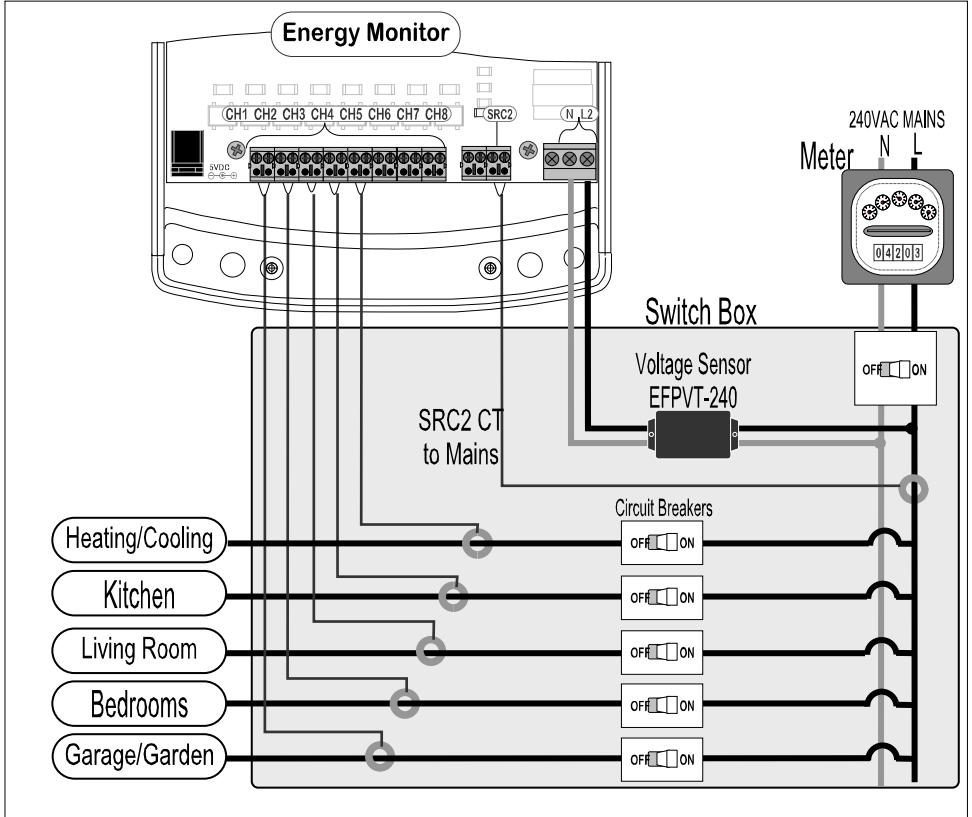 Energy Monitor
CH1 CH2 CH3 CH4 CH5 CH6 CH7 CH8
SRC2
N L2
5VDC
240VAC MAINS
N L
Meter
04203
Switch Box
OFF ON
Voltage Sensor
EFPVT-240
SRC2 CT
to Mains
Circuit Breakers
Heating/Cooling
OFF ON
Kitchen
OFF ON
Living Room
OFF ON
Bedrooms
OFF ON
Garage/Garden
OFF ON